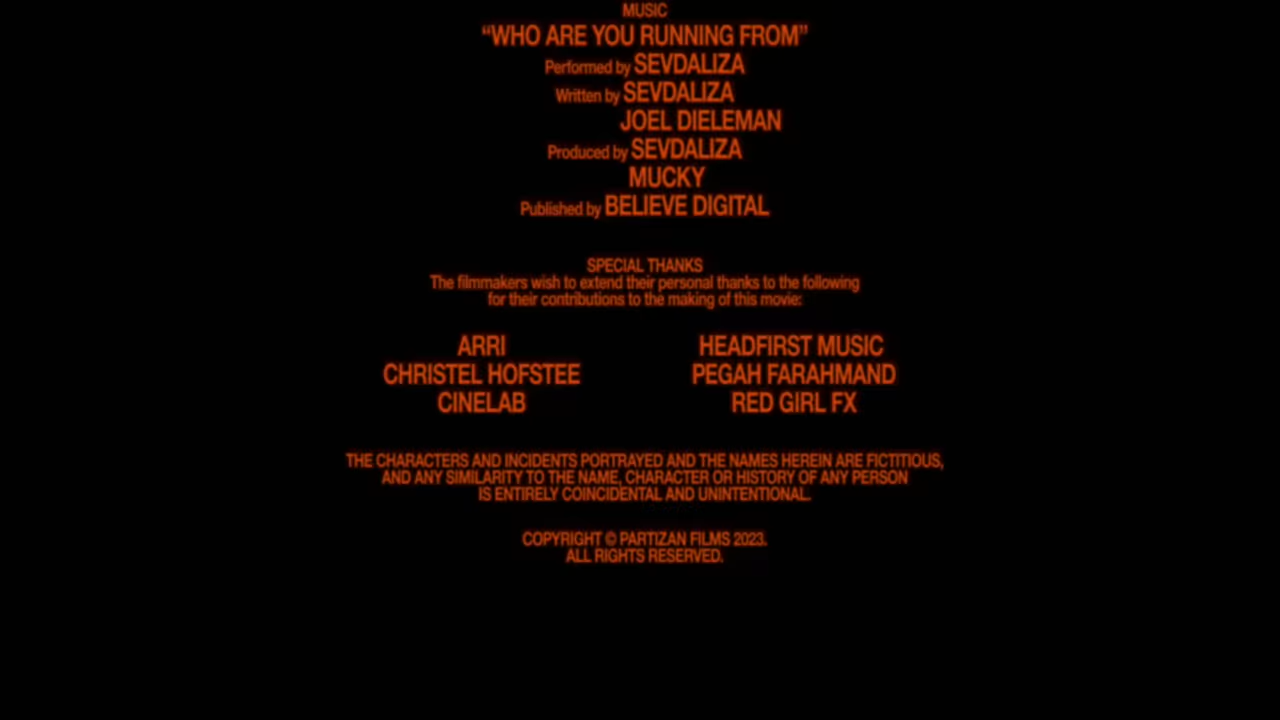 MUSIC
“WHO ARE YOU RUNNING FROM”
Performed by SEVDALIZA
Written by SEVDALIZA
JOEL DIELEMAN
Produced by SEVDALIZA
MUCKY
Published by BELIEVE DIGITAL
SPECIAL THANKS
The filmmakers wish to extend their personal thanks to the following
for their contributions to the making of this movie:
ARRI HEADFIRST MUSIC
CHRISTEL HOFSTEE PEGAH FARAHMAND
CINELAB RED GIRL FX
THE CHARACTERS AND INCIDENTS PORTRAYED AND THE NAMES HEREIN ARE FICTITIOUS,
AND ANY SIMILARITY TO THE NAME, CHARACTER OR HISTORY OF ANY PERSON
IS ENTIRELY COINCIDENTAL AND UNINTENTIONAL.
COPYRIGHT © PARTIZAN FILMS 2023.
ALL RIGHTS RESERVED.